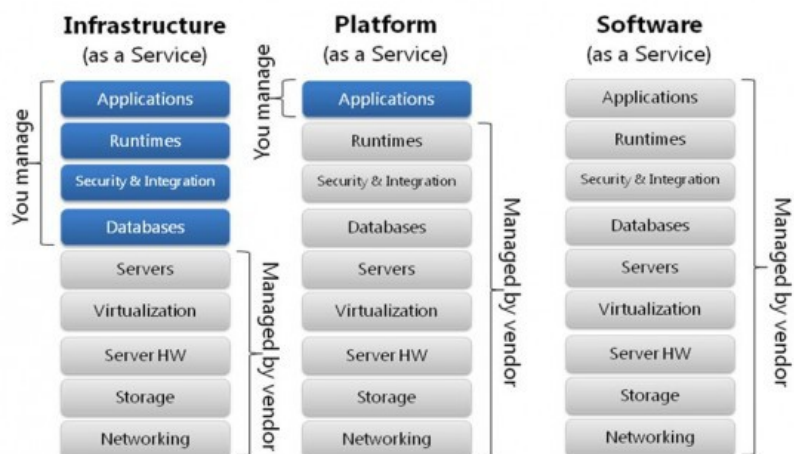 Infrastructure
(as a Service)
You manage
Applications
Runtimes
Security & Integration
Databases
Servers
Virtualization
Server HW
Storage
Networking
Managed by vendor
Platform
(as a Service)
You manage
Applications
Runtimes
Security & Integration
Databases
Servers
Virtualization
Server HW
Storage
Networking
Managed by vendor
Software
(as a Service)
Applications
Runtimes
Security & Integration
Databases
Servers
Virtualization
Server HW
Storage
Networking
Managed by vendor